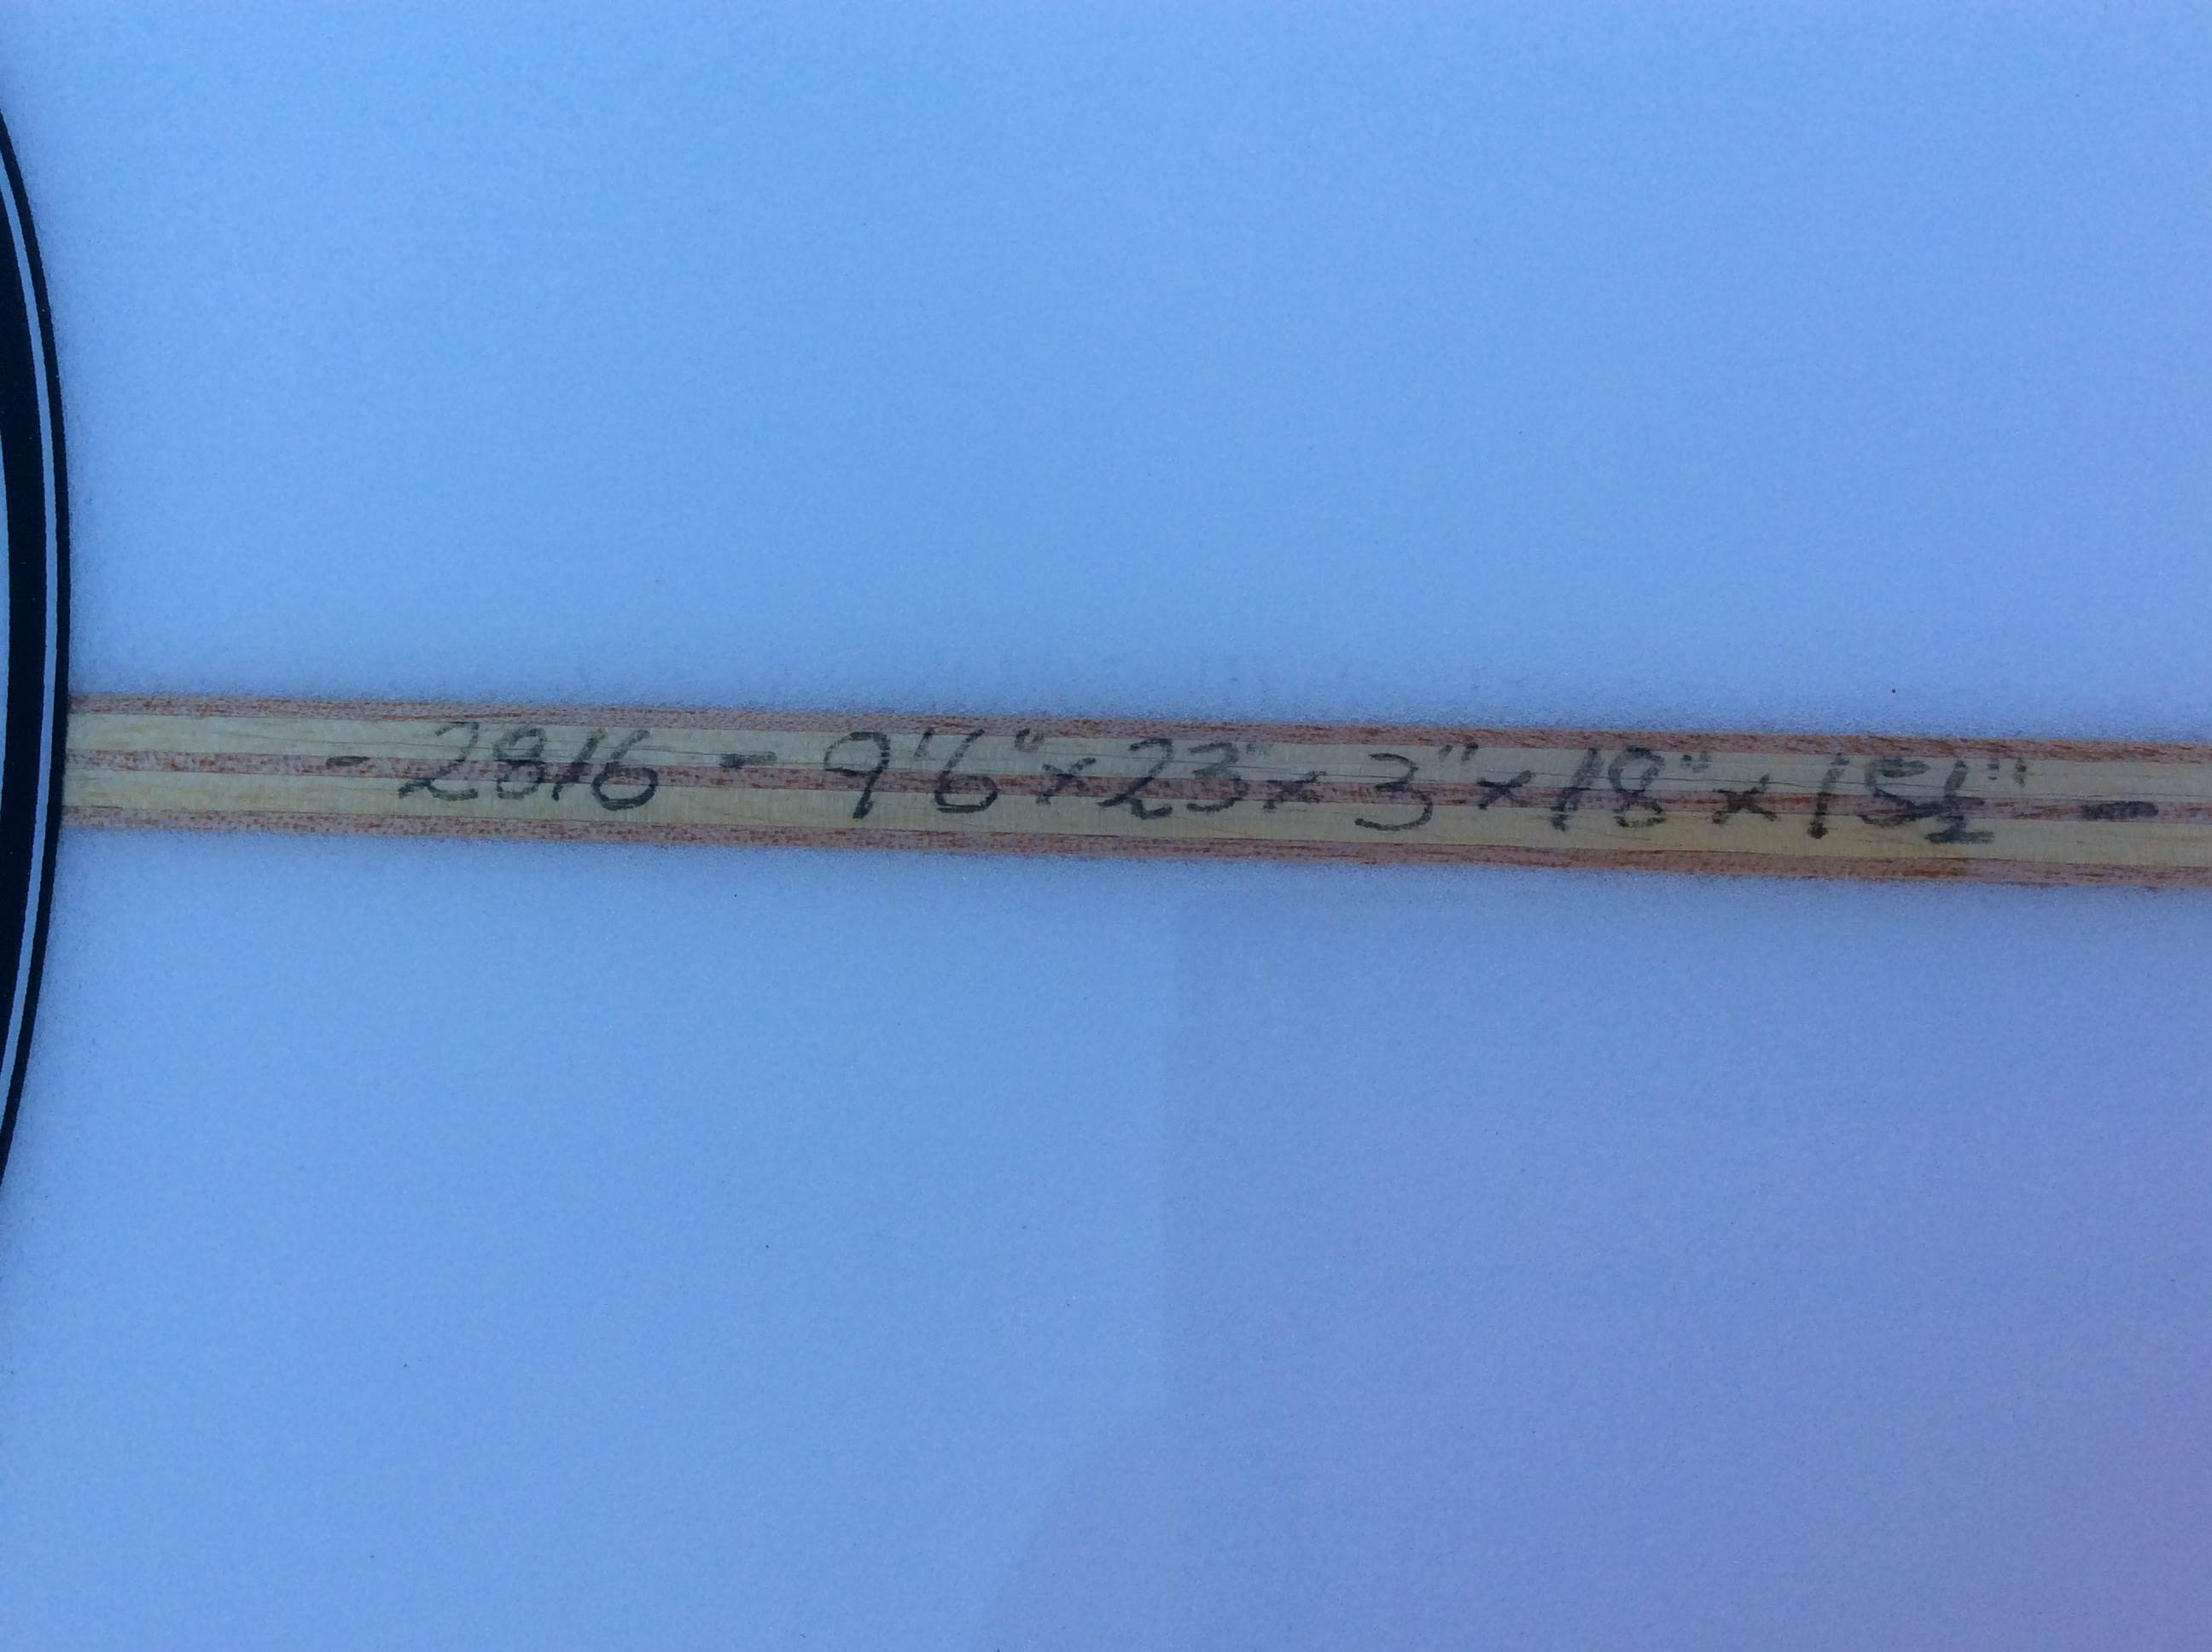 - 2816 - 9'6" x 23" x 3" x 18" x 15½" -